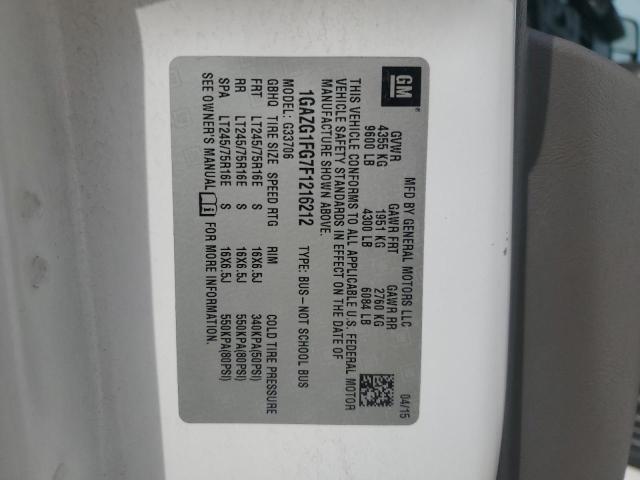 GM
MFD BY GENERAL MOTORS LLC 04/15
GVWR GAWR FRT GAWR RR
4355 KG 1951 KG 2760 KG
9600 LB 4300 LB 6084 LB
THIS VEHICLE CONFORMS TO ALL APPLICABLE U.S. FEDERAL MOTOR
VEHICLE SAFETY STANDARDS IN EFFECT ON THE DATE OF
MANUFACTURE SHOWN ABOVE.
1GAZG1FG7F1216212 TYPE: BUS-NOT SCHOOL BUS
MODEL: G33706
GBHQ TIRE SIZE SPEED RTG RIM COLD TIRE PRESSURE
FRT LT245/75R16E S 16X6.5J 340KPA(50PSI)
RR LT245/75R16E S 16X6.5J 550KPA(80PSI)
SPA LT245/75R16E S 16X6.5J 550KPA(80PSI)
SEE OWNER'S MANUAL FOR MORE INFORMATION.